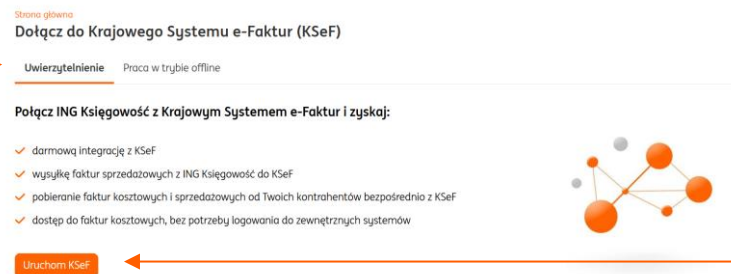 Strona główna
Dołącz do Krajowego Systemu e-Faktur (KSeF)
Uwierzytelnienie Praca w trybie offline
Połącz ING Księgowość z Krajowym Systemem e-Faktur i zyskaj:
darmową integrację z KSeF
wysyłkę faktur sprzedażowych z ING Księgowość do KSeF
pobieranie faktur kosztowych i sprzedażowych od Twoich kontrahentów bezpośrednio z KSeF
dostęp do faktur kosztowych, bez potrzeby logowania do zewnętrznych systemów
Uruchom KSeF